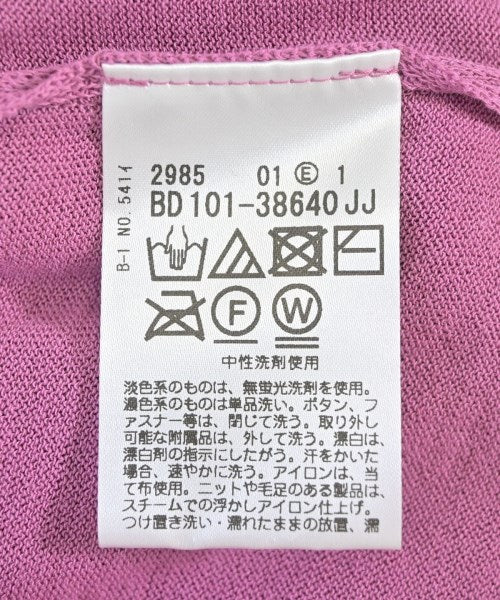 B-1 NO. 5414
2985 01 Ⓔ 1
BD 101-38640 JJ
F W
中性洗剤使用
淡色系のものは、無蛍光洗剤を使用。
濃色系のものは単品洗い。ボタン、フ
ァスナー等は、閉じて洗う。取り外し
可能な附属品は、外して洗う。漂白は、
漂白剤の指示にしたがう。汗をかいた
場合、速やかに洗う。アイロンは、当
て布使用。ニットや毛足のある製品は、
スチームでの浮かしアイロン仕上げ。
つけ置き洗い・濡れたままの放置、濡